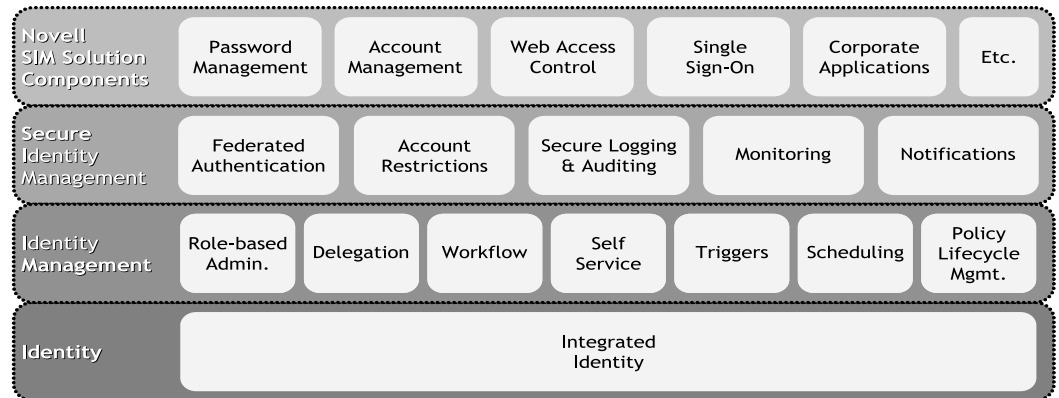 Novell
SIM Solution
Components
Password
Management
Account
Management
Web Access
Control
Single
Sign-On
Corporate
Applications
Etc.
Secure
Identity
Management
Federated
Authentication
Account
Restrictions
Secure Logging
& Auditing
Monitoring
Notifications
Identity
Management
Role-based
Admin.
Delegation
Workflow
Self
Service
Triggers
Scheduling
Policy
Lifecycle
Mgmt.
Identity
Integrated
Identity